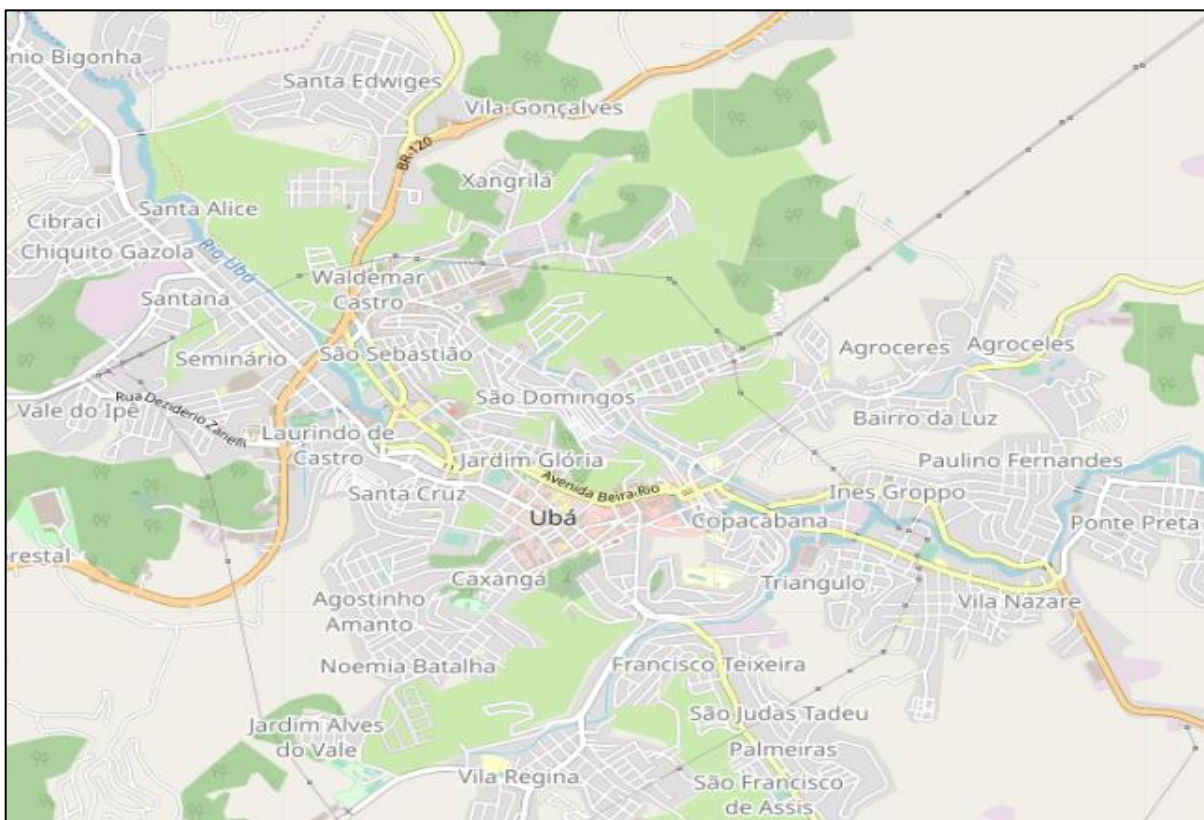 onio Bigonha
Santa Edwiges
Vila Gonçalves
BR-120
Xangrilá
Cibraci
Santa Alice
Chiquito Gazola
Rio Ubá
Waldemar
Castro
Santana
Seminário
São Sebastião
Agroceres
Agroceles
Vale do Ipê
Rua Deziderio Zanelli
São Domingos
Bairro da Luz
Laurindo de
Castro
Jardim Glória
Paulino Fernandes
Santa Cruz
Avenida Beira-Rio
Ines Groppo
Ubá
Copacabana
Ponte Preta
orestal
Caxangá
Triangulo
Agostinho
Amanto
Vila Nazare
Noemia Batalha
Francisco Teixeira
Jardim Alves
do Vale
São Judas Tadeu
Palmeiras
Vila Regina
São Francisco
de Assis